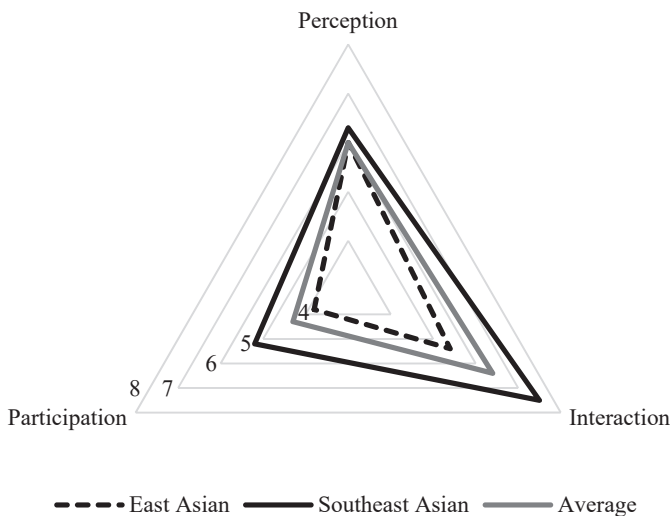 Perception
4
5
6
8 7
Participation Interaction
East Asian Southeast Asian Average